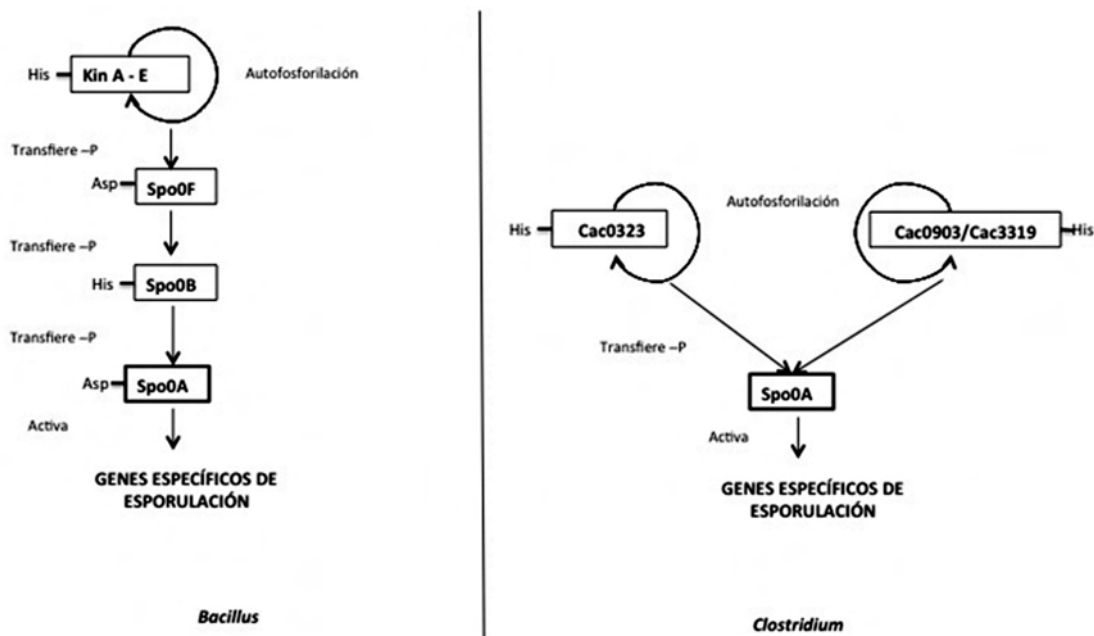 His
Kin A - E
Autofosforilación
Transfiere –P
Asp
Spo0F
Transfiere –P
His
Spo0B
Transfiere –P
Asp
Spo0A
Activa
GENES ESPECÍFICOS DE
ESPORULACIÓN
Bacillus
His
Cac0323
Autofosforilación
Cac0903/Cac3319
His
Transfiere –P
Spo0A
Activa
GENES ESPECÍFICOS DE
ESPORULACIÓN
Clostridium